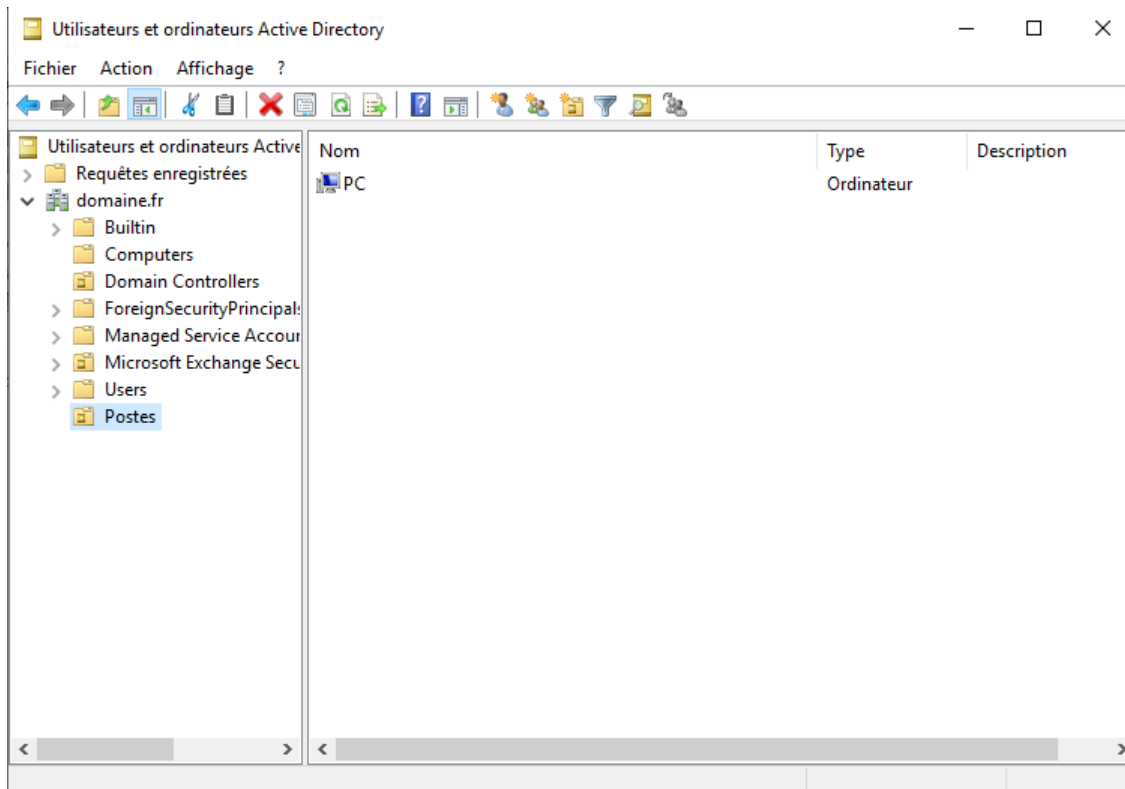 Utilisateurs et ordinateurs Active Directory
Fichier Action Affichage ?
Utilisateurs et ordinateurs Active
Nom Type Description
Requêtes enregistrées
PC Ordinateur
domaine.fr
Builtin
Computers
Domain Controllers
ForeignSecurityPrincipals
Managed Service Accour
Microsoft Exchange Secu
Users
Postes